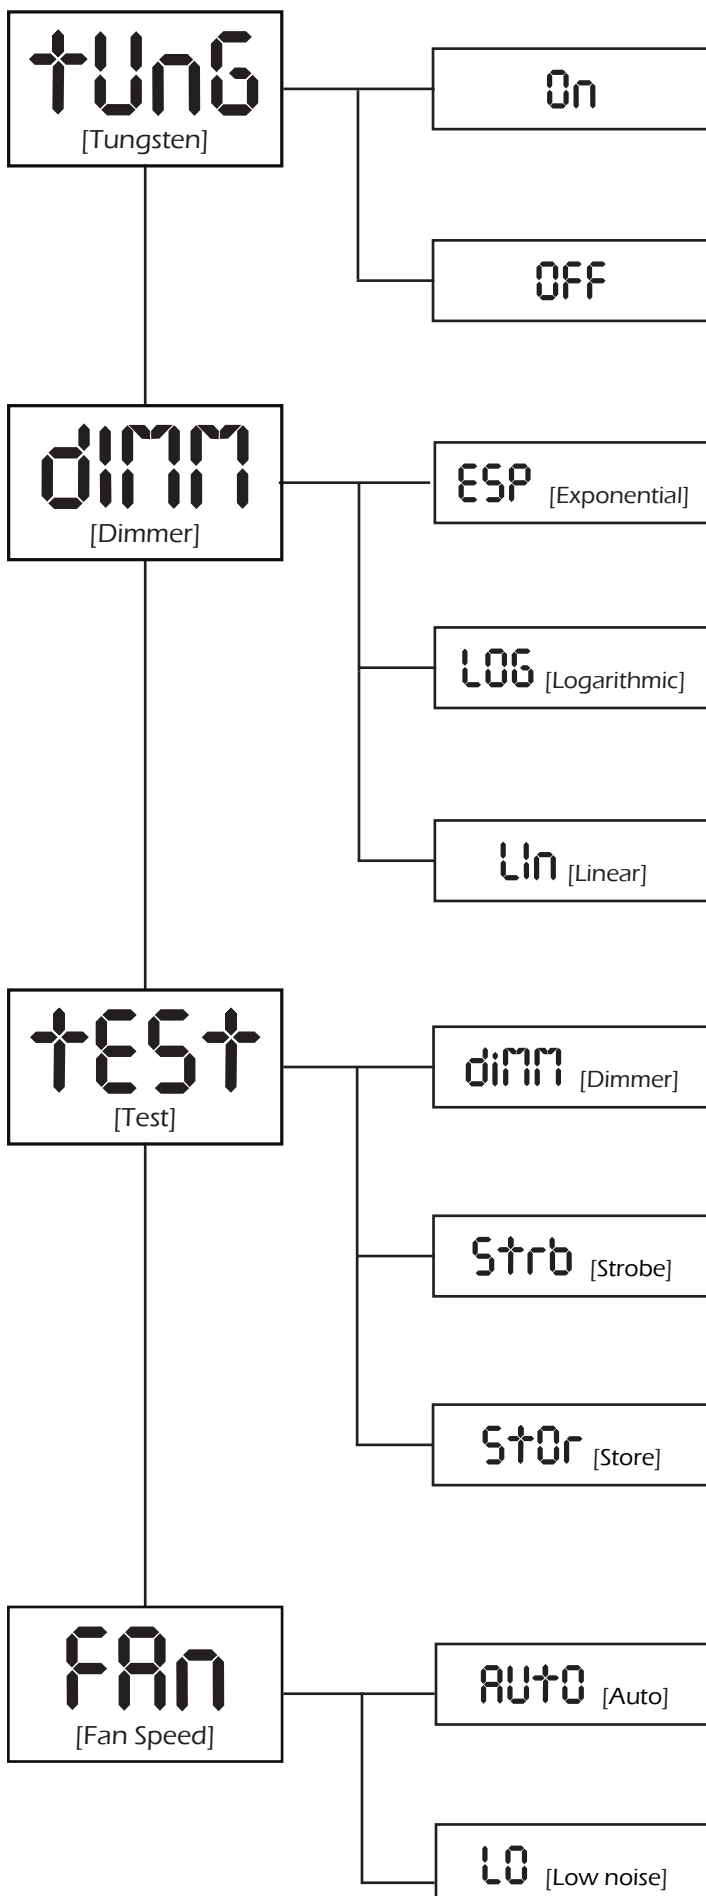 tUnG
[Tungsten]
On
OFF
diMM
[Dimmer]
ESP [Exponential]
LOG [Logarithmic]
LIn [Linear]
tESt
[Test]
diMM [Dimmer]
Strb [Strobe]
StOr [Store]
FAn
[Fan Speed]
AUtO [Auto]
LO [Low noise]